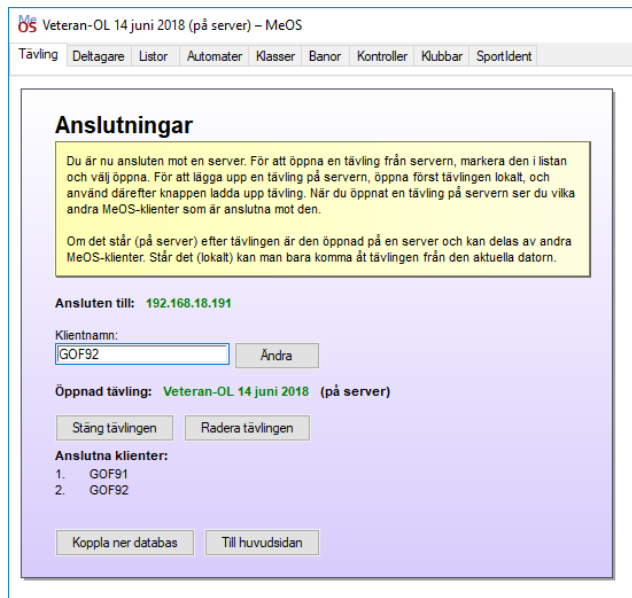 MeOS Veteran-OL 14 juni 2018 (på server) – MeOS
Tävling Deltagare Listor Automater Klasser Banor Kontroller Klubbar SportIdent
Anslutningar
Du är nu ansluten mot en server. För att öppna en tävling från servern, markera den i listan
och välj öppna. För att lägga upp en tävling på servern, öppna först tävlingen lokalt, och
använd därefter knappen ladda upp tävling. När du öppnat en tävling på servern ser du vilka
andra MeOS-klienter som är anslutna mot den.
Om det står (på server) efter tävlingen är den öppnad på en server och kan delas av andra
MeOS-klienter. Står det (lokalt) kan man bara komma åt tävlingen från den aktuella datorn.
Ansluten till: 192.168.18.191
Klientnamn:
GOF92 Ändra
Öppnad tävling: Veteran-OL 14 juni 2018 (på server)
Stäng tävlingen Radera tävlingen
Anslutna klienter:
1. GOF91
2. GOF92
Koppla ner databas Till huvudsidan